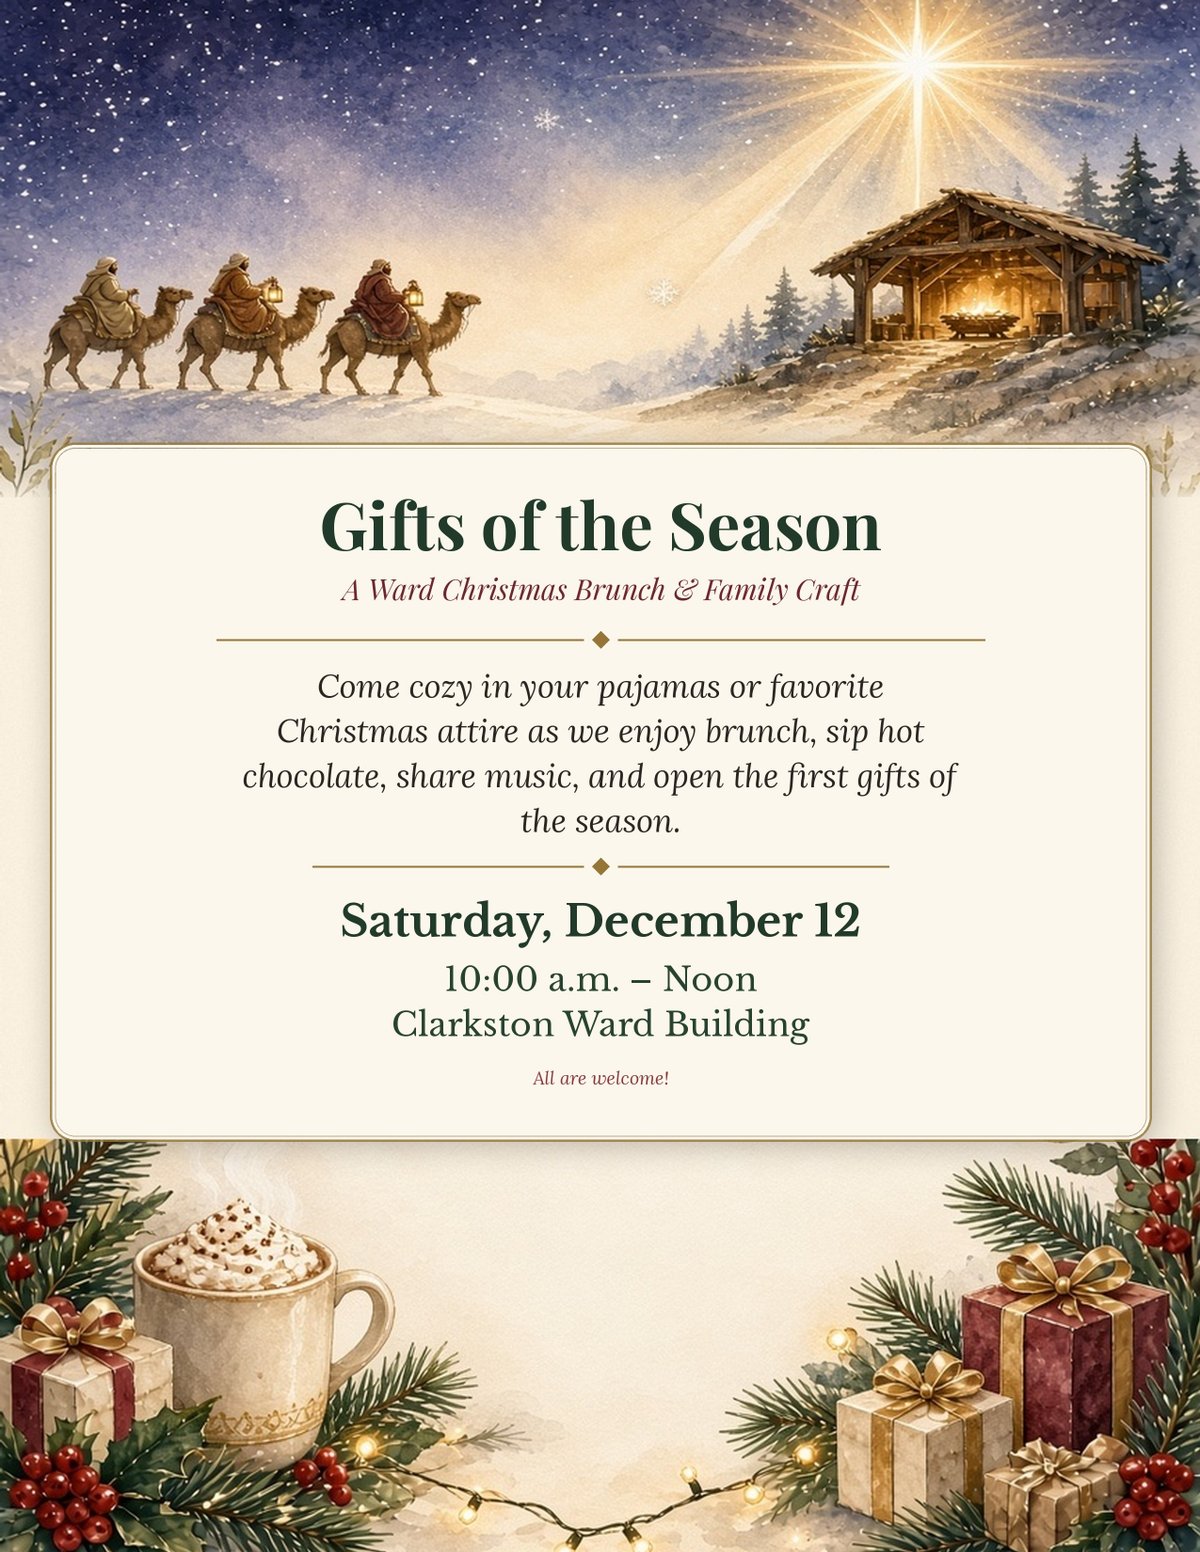 Gifts of the Season
A Ward Christmas Brunch & Family Craft
Come cozy in your pajamas or favorite
Christmas attire as we enjoy brunch, sip hot
chocolate, share music, and open the first gifts of
the season.
Saturday, December 12
10:00 a.m. – Noon
Clarkston Ward Building
All are welcome!